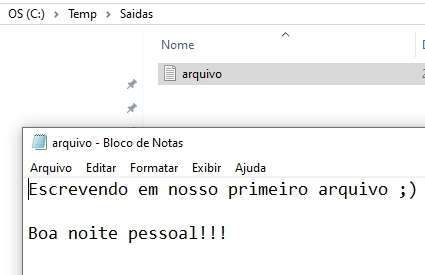 OS (C:) > Temp > Saidas
Nome
arquivo
arquivo - Bloco de Notas
Arquivo Editar Formatar Exibir Ajuda
Escrevendo em nosso primeiro arquivo ;)
Boa noite pessoal!!!